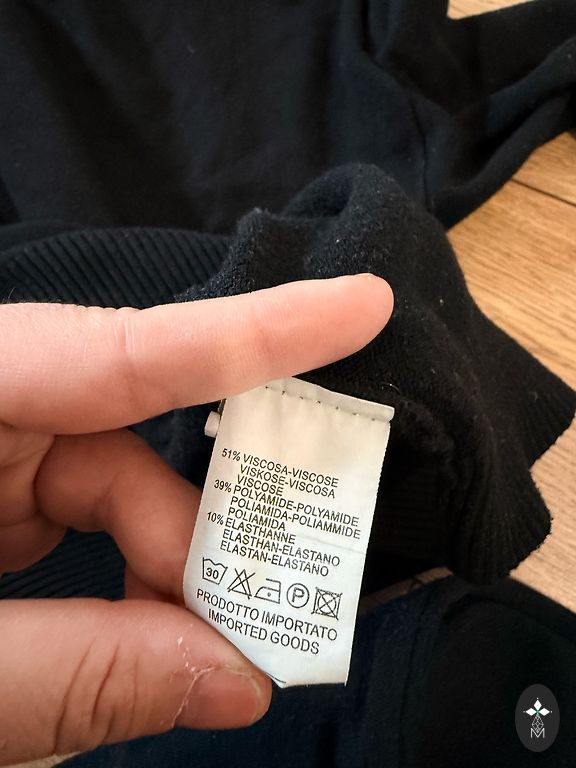 51% VISCOSA-VISCOSE
VISKOSE-VISCOSA
VISCOSE
39% POLYAMIDE-POLYAMIDE
POLIAMIDA-POLIAMMIDE
POLIAMIDA
10% ELASTHANNE
ELASTHAN-ELASTANO
ELASTAN-ELASTANO
30 P
PRODOTTO IMPORTATO
IMPORTED GOODS
M